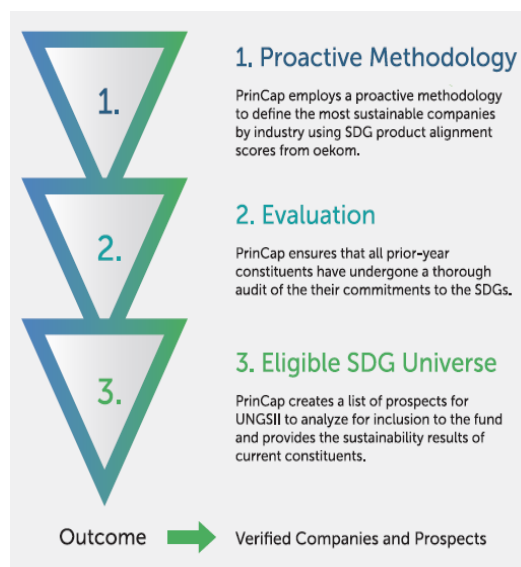 1.
1. Proactive Methodology
PrinCap employs a proactive methodology
to define the most sustainable companies
by industry using SDG product alignment
scores from oekom.
2.
2. Evaluation
PrinCap ensures that all prior-year
constituents have undergone a thorough
audit of the their commitments to the SDGs.
3.
3. Eligible SDG Universe
PrinCap creates a list of prospects for
UNGSII to analyze for inclusion to the fund
and provides the sustainability results of
current constituents.
Outcome
Verified Companies and Prospects